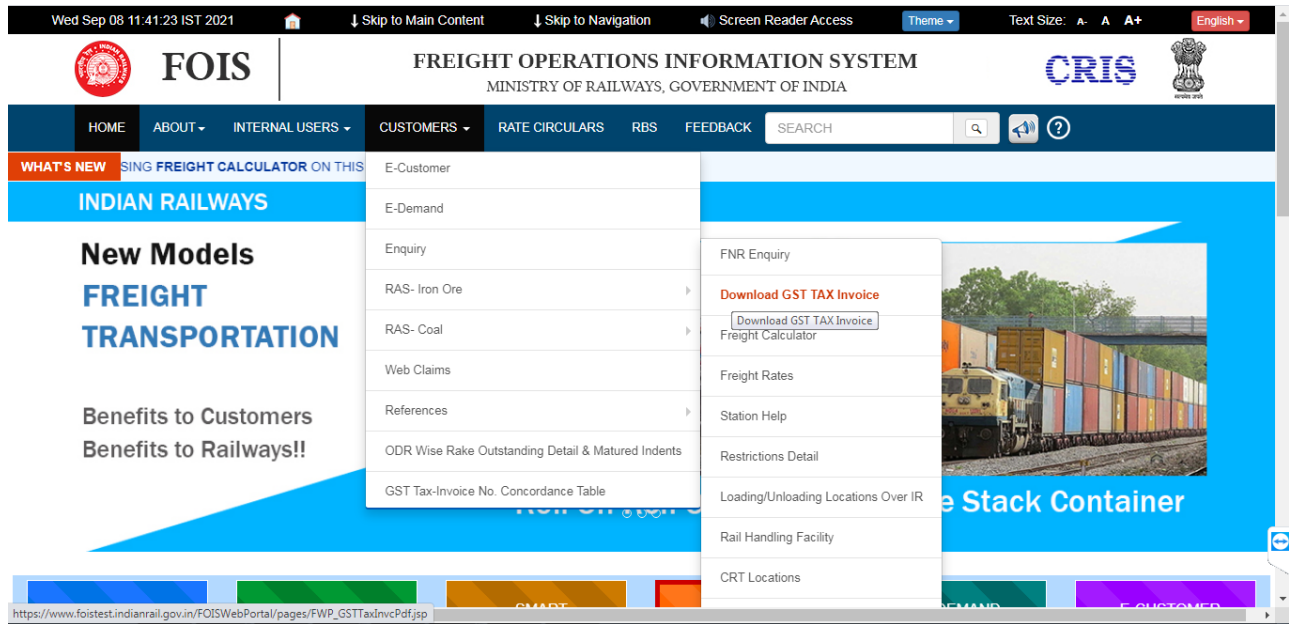 Wed Sep 08 11:41:23 IST 2021 Skip to Main Content Skip to Navigation Screen Reader Access Theme Text Size: A- A A+ English
FOIS
FREIGHT OPERATIONS INFORMATION SYSTEM
MINISTRY OF RAILWAYS, GOVERNMENT OF INDIA
CRIS
HOME ABOUT INTERNAL USERS CUSTOMERS RATE CIRCULARS RBS FEEDBACK SEARCH
WHAT'S NEW SING FREIGHT CALCULATOR ON THIS
INDIAN RAILWAYS
New Models
FREIGHT
TRANSPORTATION
Benefits to Customers
Benefits to Railways!!
E-Customer
E-Demand
Enquiry
RAS- Iron Ore
RAS- Coal
Web Claims
References
ODR Wise Rake Outstanding Detail & Matured Indents
GST Tax-Invoice No. Concordance Table
FNR Enquiry
Download GST TAX Invoice
Download GST TAX Invoice
Freight Calculator
Freight Rates
Station Help
Restrictions Detail
Loading/Unloading Locations Over IR
Rail Handling Facility
CRT Locations
e Stack Container
SMART
EMAND
E-CUSTOMER
https://www.foistest.indianrail.gov.in/FOISWebPortal/pages/FWP_GSTTaxInvcPdf.jsp